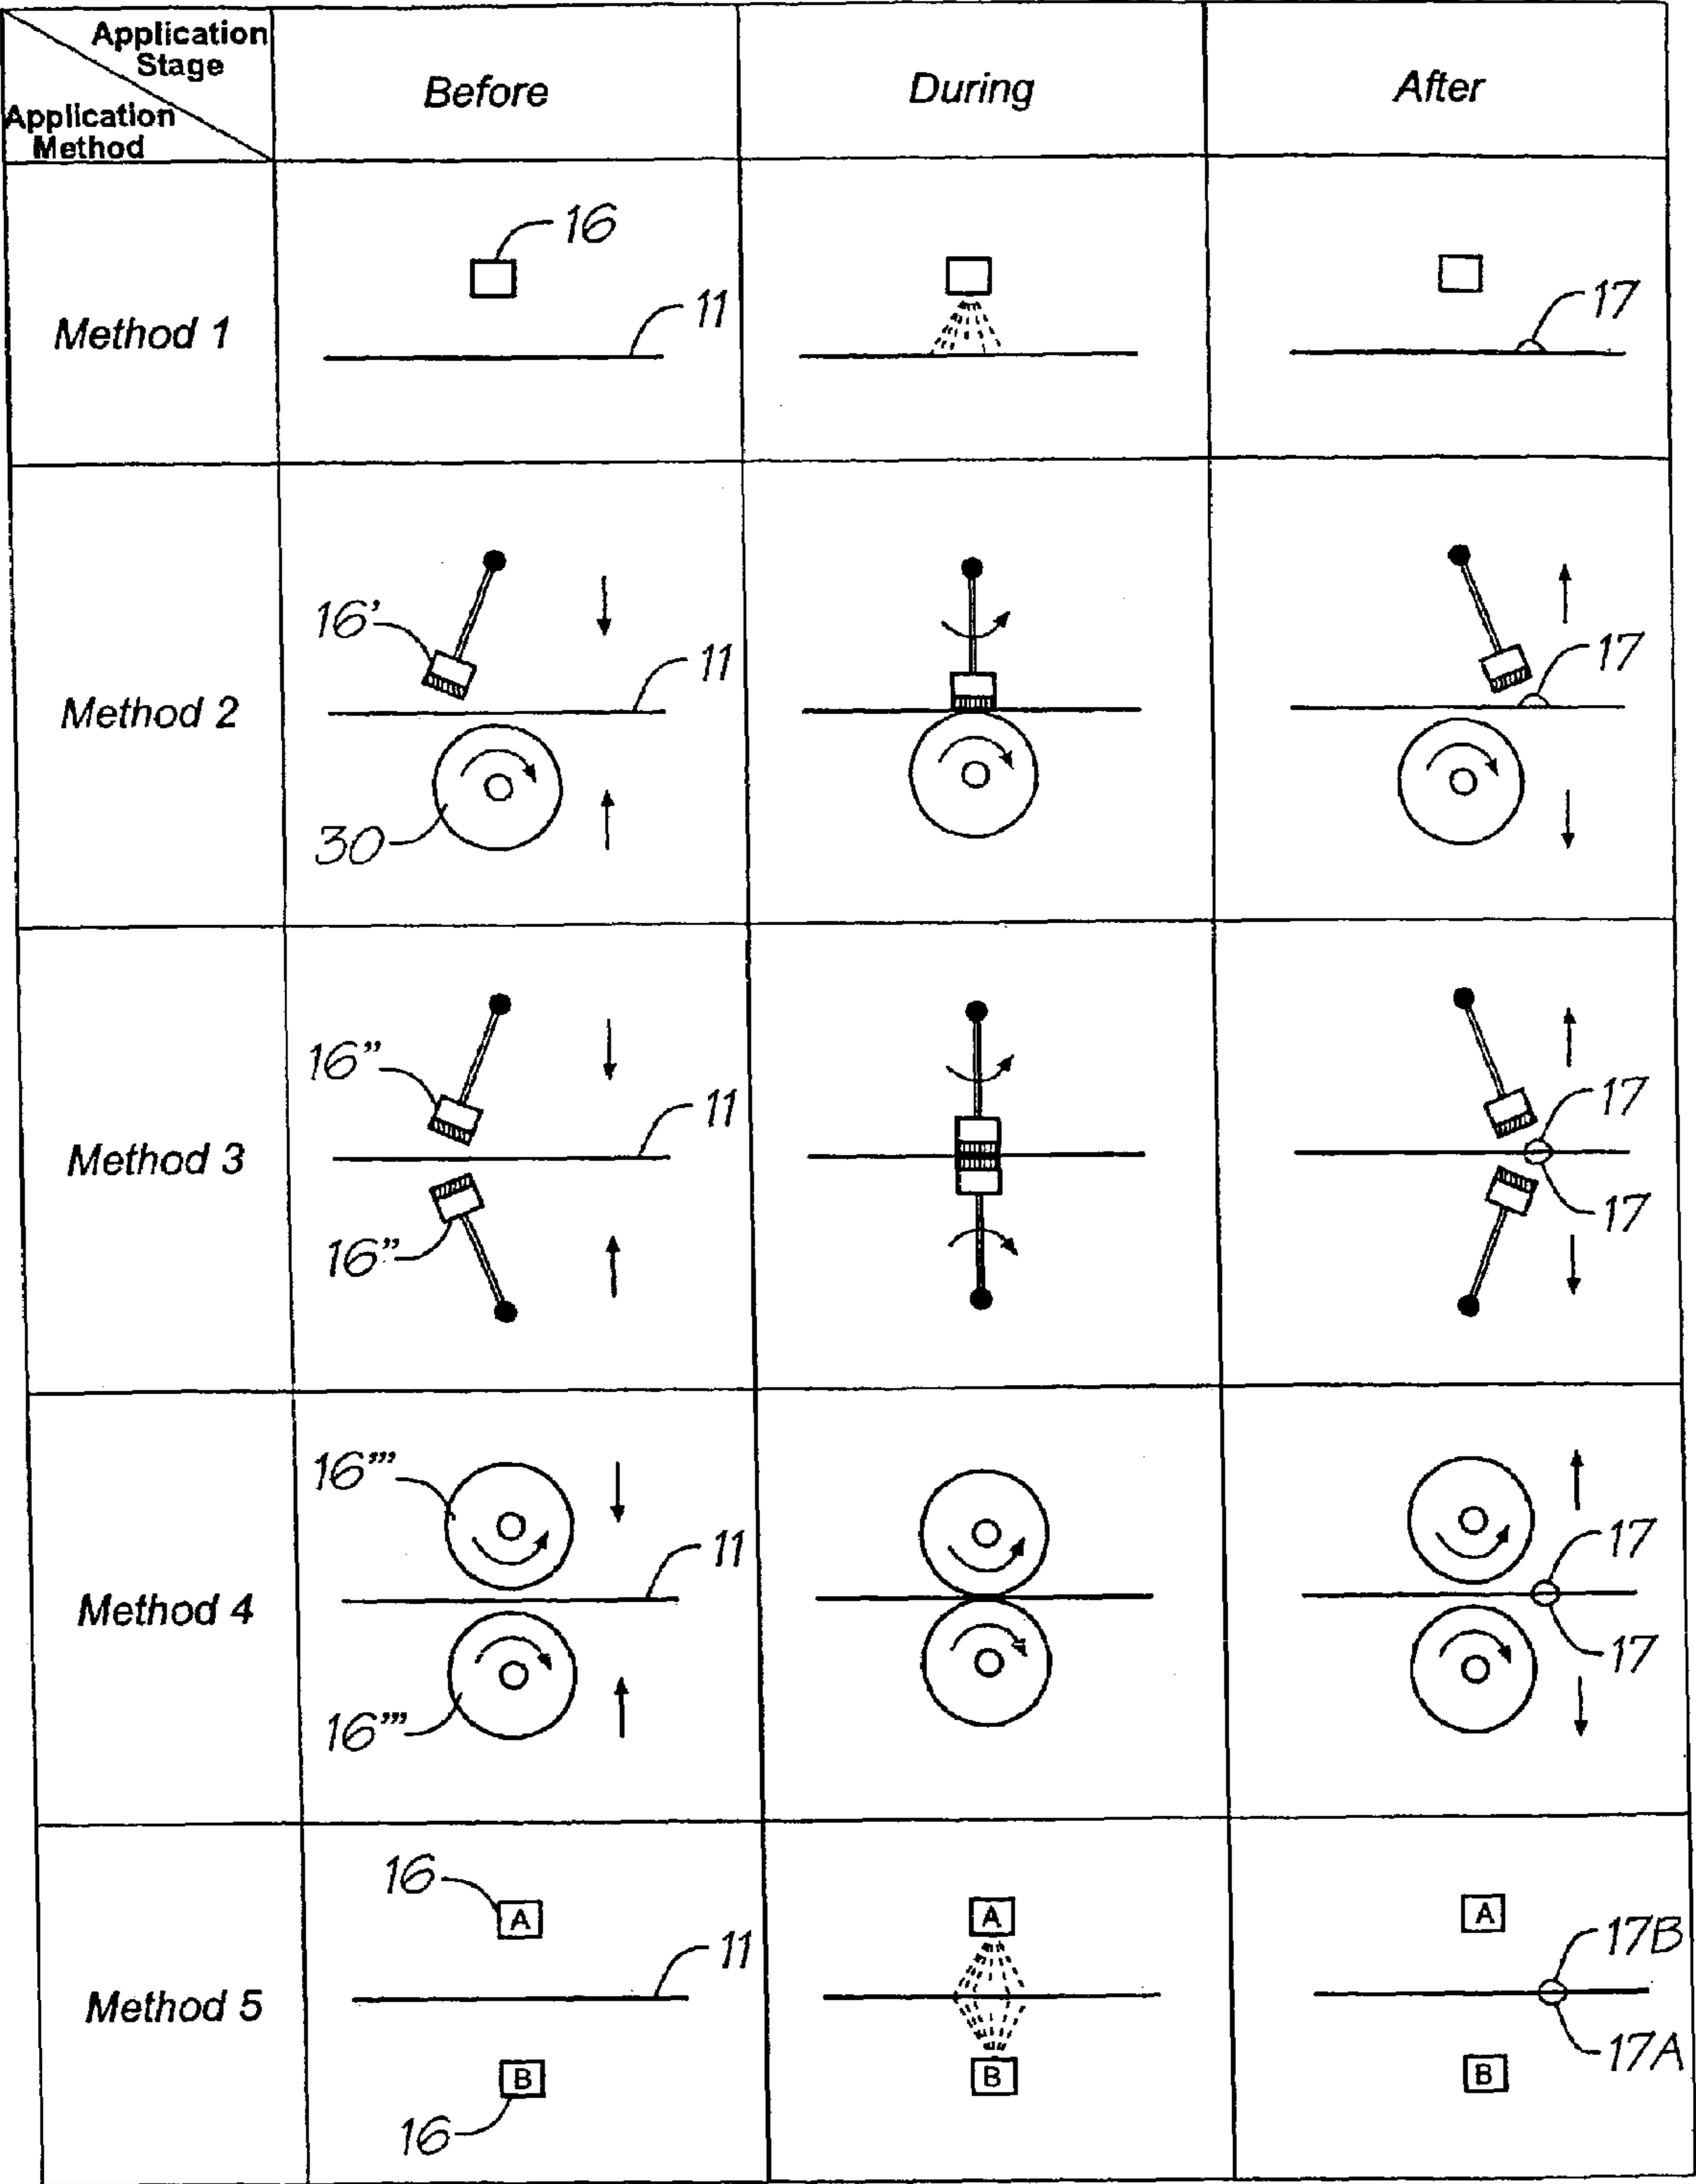 Application
Stage
Application
Method
Before
During
After
Method 1
16
11
17
Method 2
16'
11
30
17
Method 3
16”
11
16”
17
17
Method 4
16”’
11
16”’
17
17
Method 5
16
A
11
B
16
A
B
A
17B
17A
B